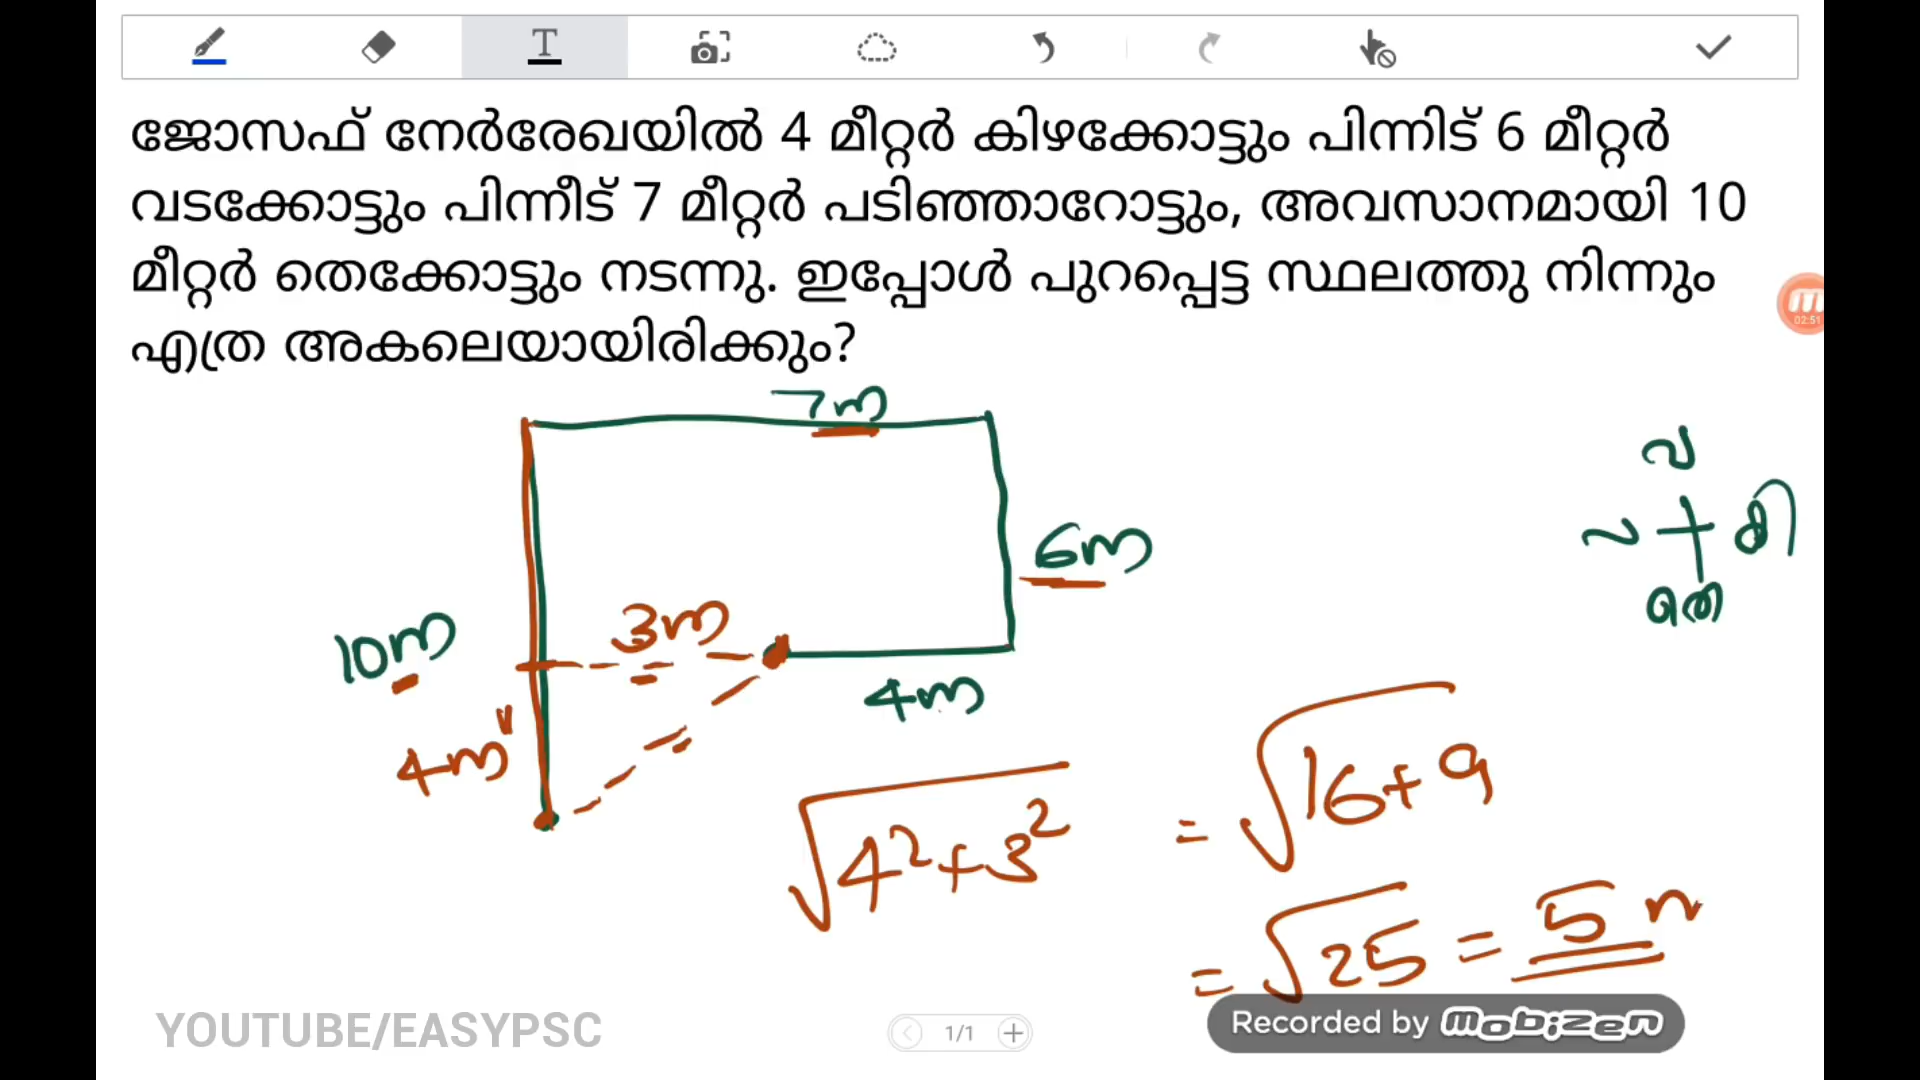 T
ജോസഫ് നേർരേഖയിൽ 4 മീറ്റർ കിഴക്കോട്ടും പിന്നിട് 6 മീറ്റർ
വടക്കോട്ടും പിന്നീട് 7 മീറ്റർ പടിഞ്ഞാറോട്ടും, അവസാനമായി 10
മീറ്റർ തെക്കോട്ടും നടന്നു. ഇപ്പോൾ പുറപ്പെട്ട സ്ഥലത്തു നിന്നും
എത്ര അകലെയായിരിക്കും?
02:51
7m
വ
പ കി
തെ
6m
3m
10m
4m
4m
√4²+3²
= √16+9
= √25 = 5m
YOUTUBE/EASYPSC
1/1
Recorded by mobizen